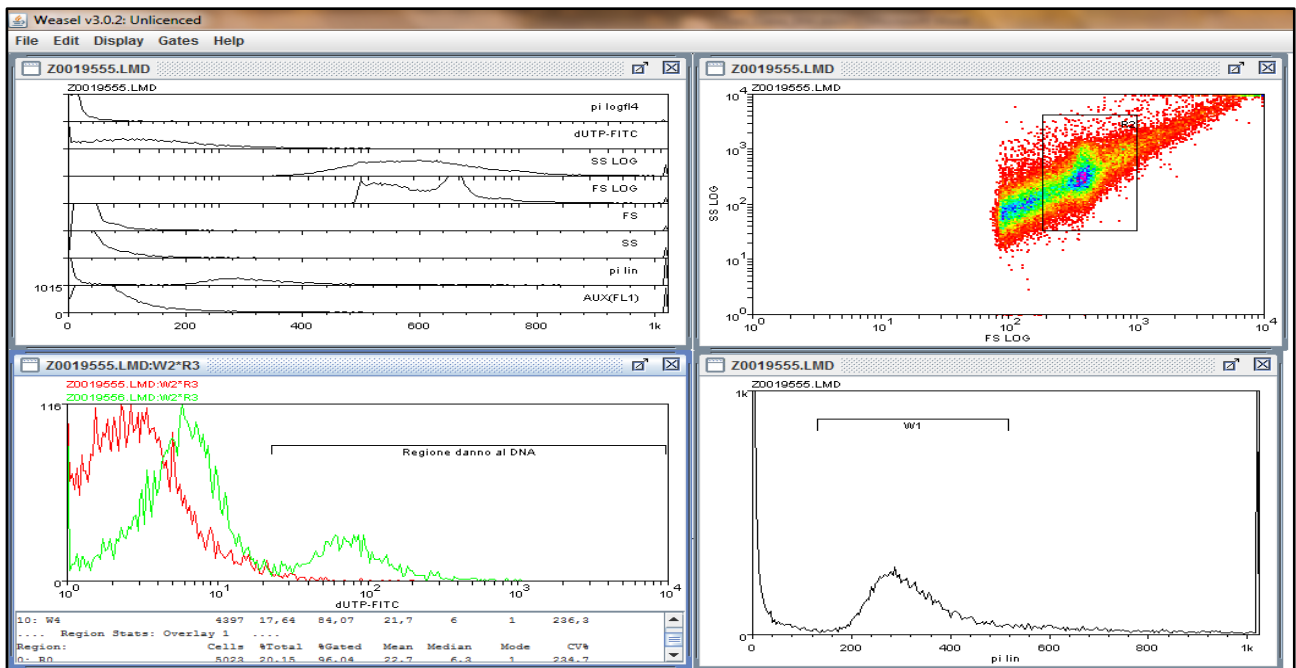 Weasel v3.0.2: Unlicenced
File Edit Display Gates Help
Z0019555.LMD
Z0019555.LMD
pi logfl4
dUTP-FITC
SS LOG
FS LOG
FS
SS
pi lin
1015
AUX(FL1)
0
0 200 400 600 800 1k
Z0019555.LMD
Z0019555.LMD
10^4
10^3
10^2
10^1
10^0
SS LOG
10^0 10^1 10^2 10^3 10^4
FS LOG
Z0019555.LMD:W2*R3
Z0019555.LMD:W2*R3
Z0019556.LMD:W2*R3
116
Regione danno al DNA
0
10^0 10^1 10^2 10^3 10^4
dUTP-FITC
10: W4 4397 17,64 84,07 21,7 6 1 236,3
.... Region Stats: Overlay 1 ....
Region: Cells %Total %Gated Mean Median Mode CV%
0: R0 5023 20,15 96,04 22,7 6,3 1 234,7
Z0019555.LMD
Z0019555.LMD
1k
W1
0
0 200 400 600 800 1k
pi lin